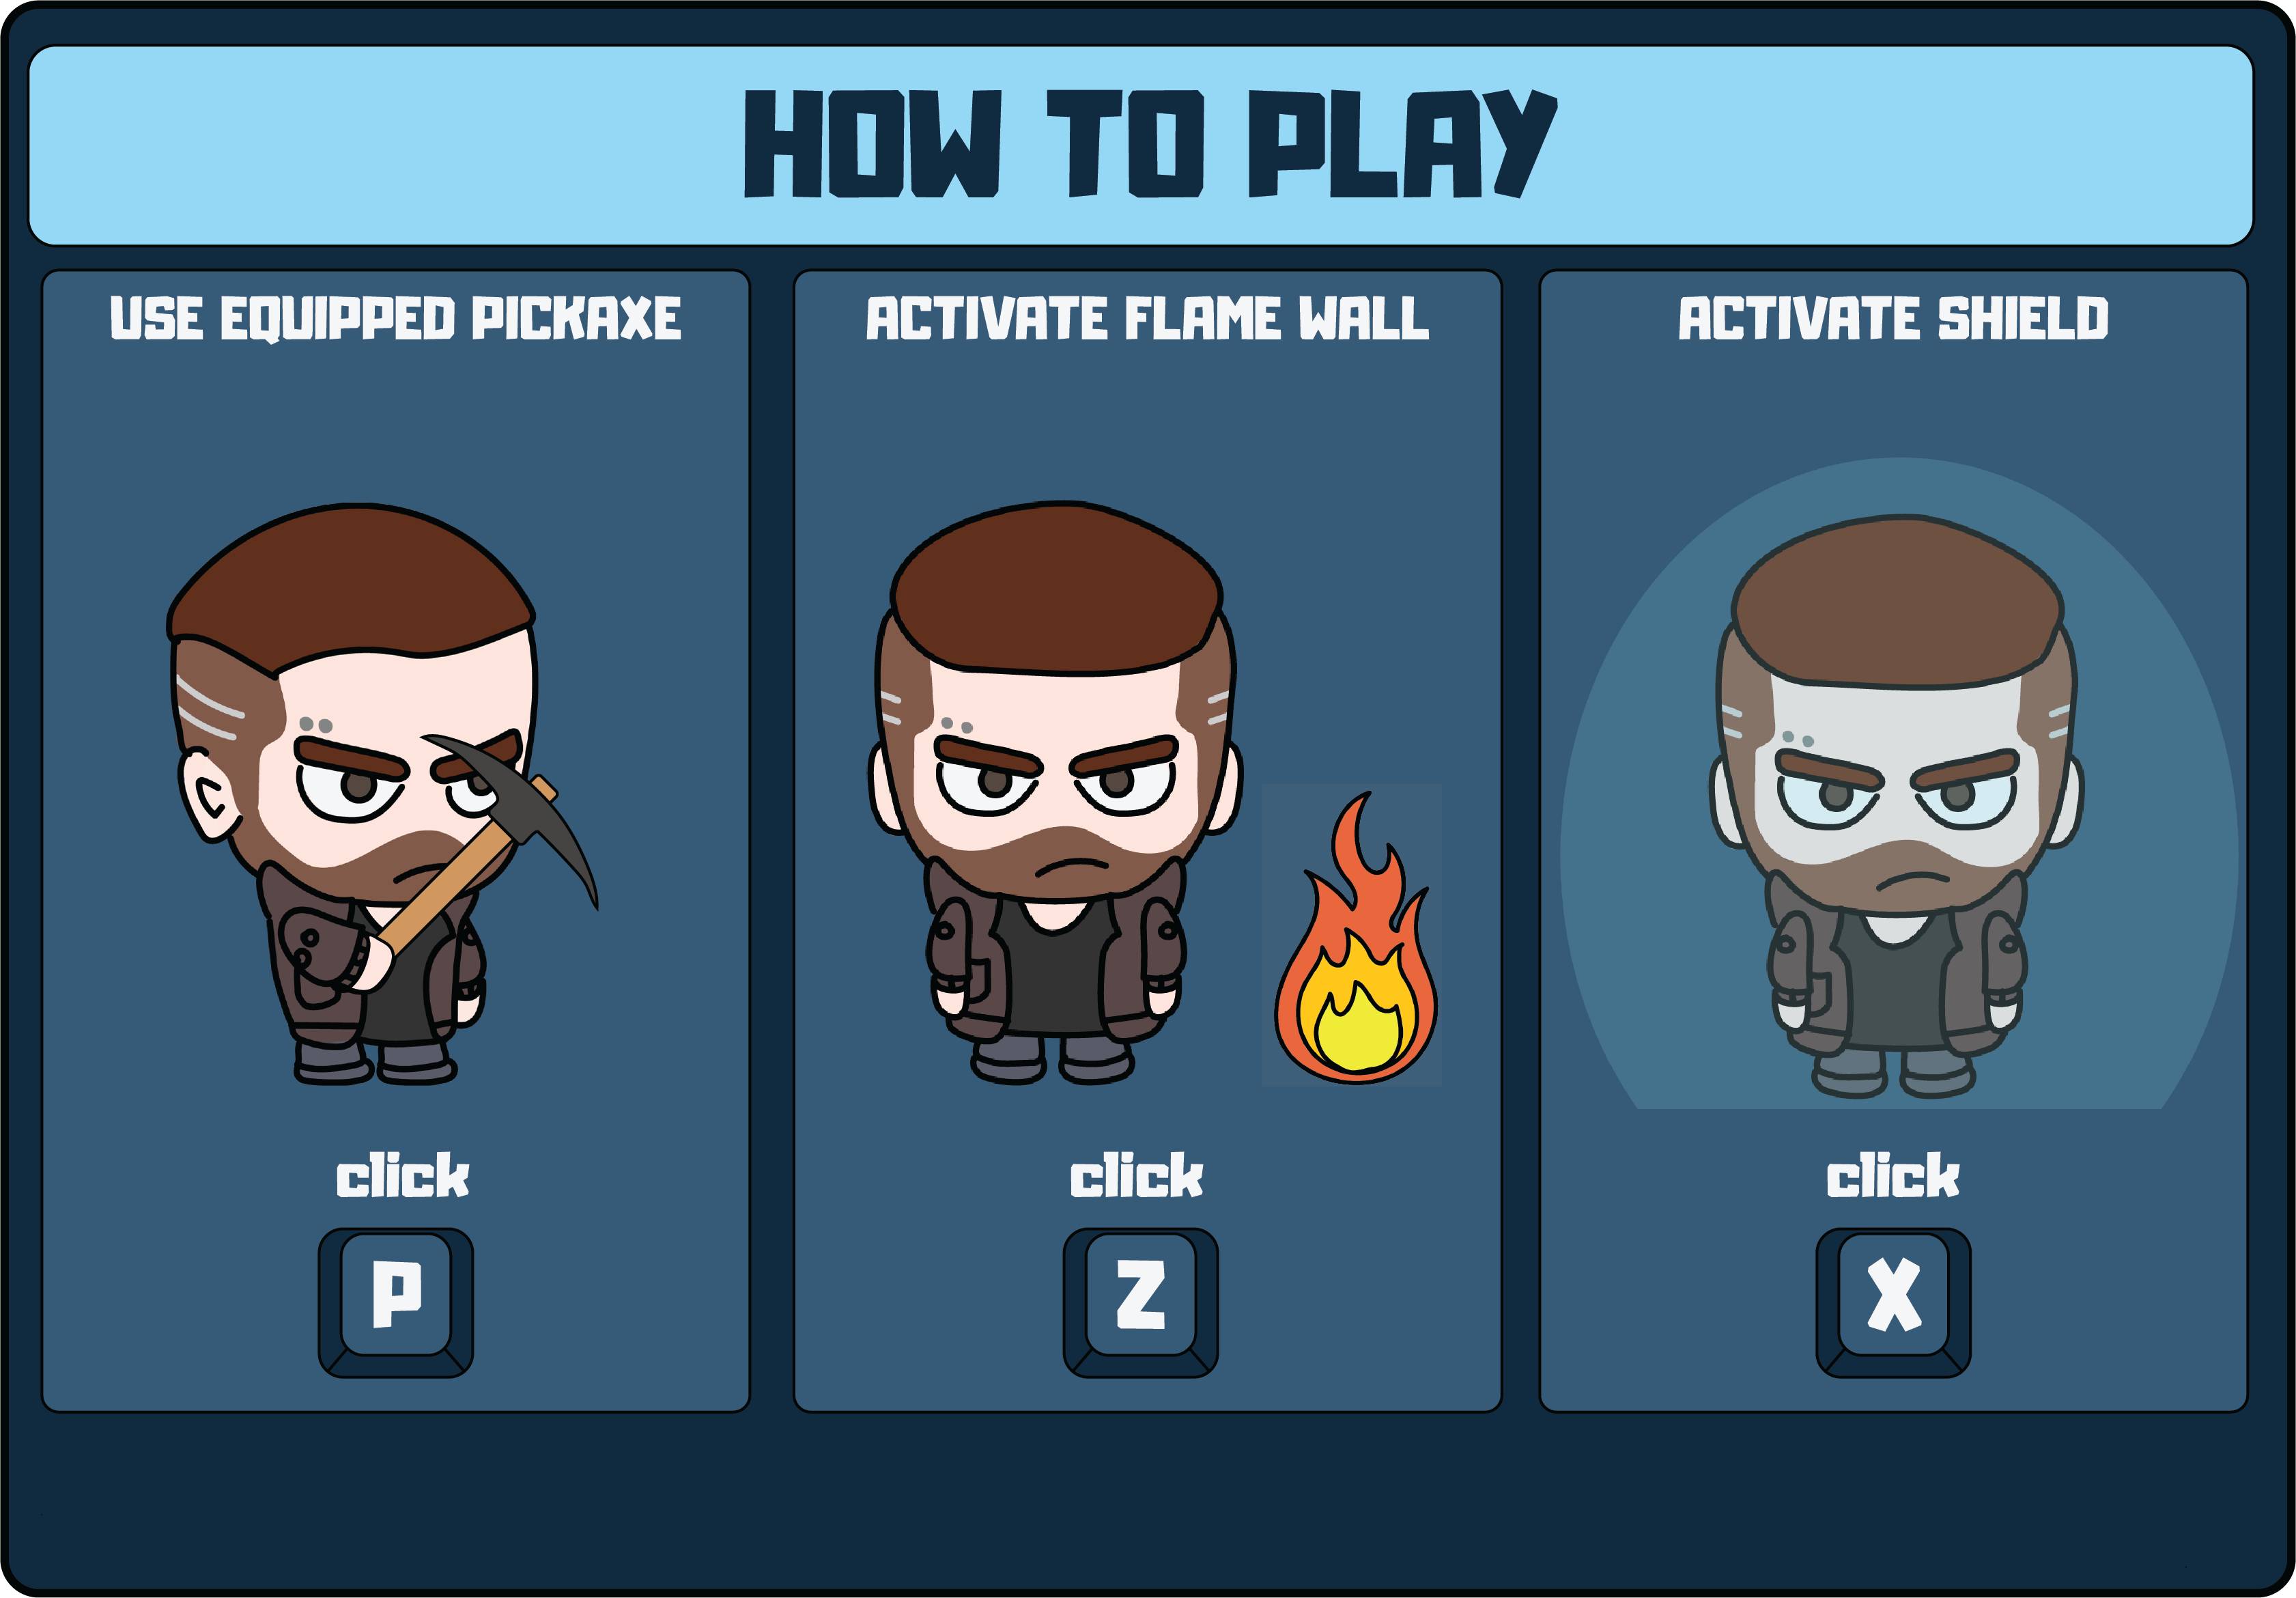 HOW TO PLAY
USE EQUIPPED PICKAXE
click
P
ACTIVATE FLAME WALL
click
Z
ACTIVATE SHIELD
click
X